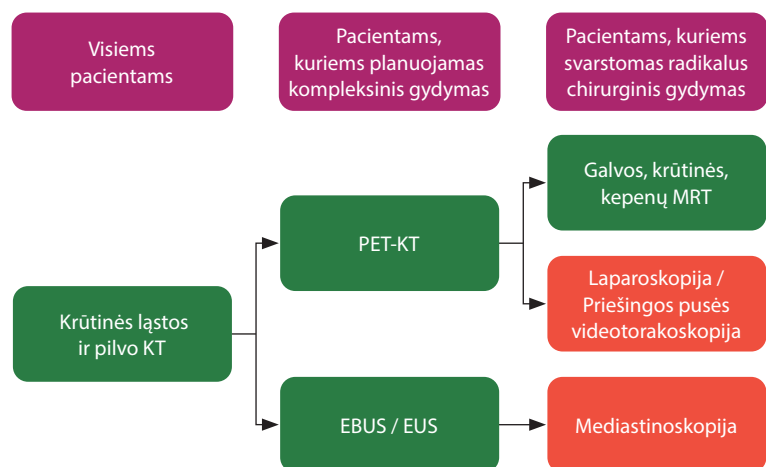 Visiems
pacientams
Pacientams,
kuriems planuojamas
kompleksinis gydymas
Pacientams, kuriems
svarstomas radikalus
chirurginis gydymas
Krūtinės ląstos
ir pilvo KT
PET-KT
EBUS / EUS
Galvos, krūtinės,
kepenų MRT
Laparoskopija /
Priešingos pusės
videotorakoskopija
Mediastinoskopija